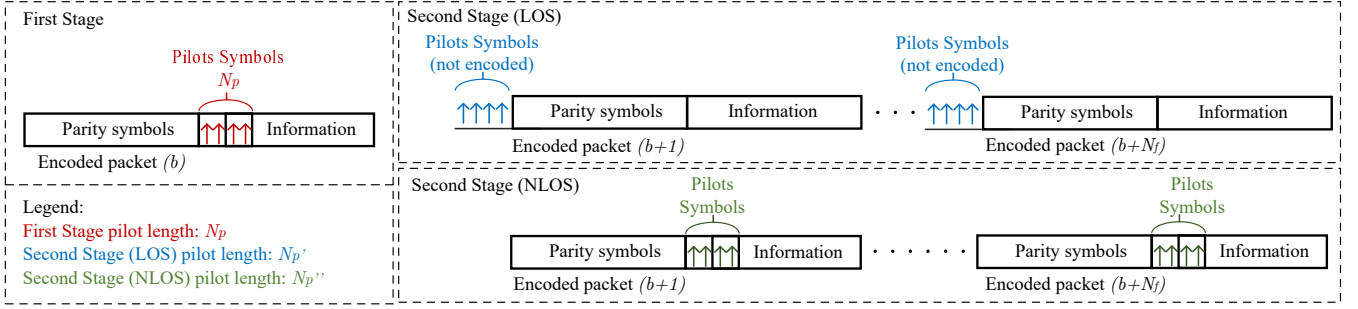 First Stage
Pilots Symbols
Np
Parity symbols
Information
Encoded packet (b)
Legend:
First Stage pilot length: Np
Second Stage (LOS) pilot length: Np'
Second Stage (NLOS) pilot length: Np''
Second Stage (LOS)
Pilots Symbols
(not encoded)
Pilots Symbols
(not encoded)
Parity symbols
Information
. . .
Parity symbols
Information
Encoded packet (b+1)
Encoded packet (b+Nf)
Second Stage (NLOS)
Pilots
Symbols
Pilots
Symbols
Parity symbols
Information
. . . . . .
Parity symbols
Information
Encoded packet (b+1)
Encoded packet (b+Nf)